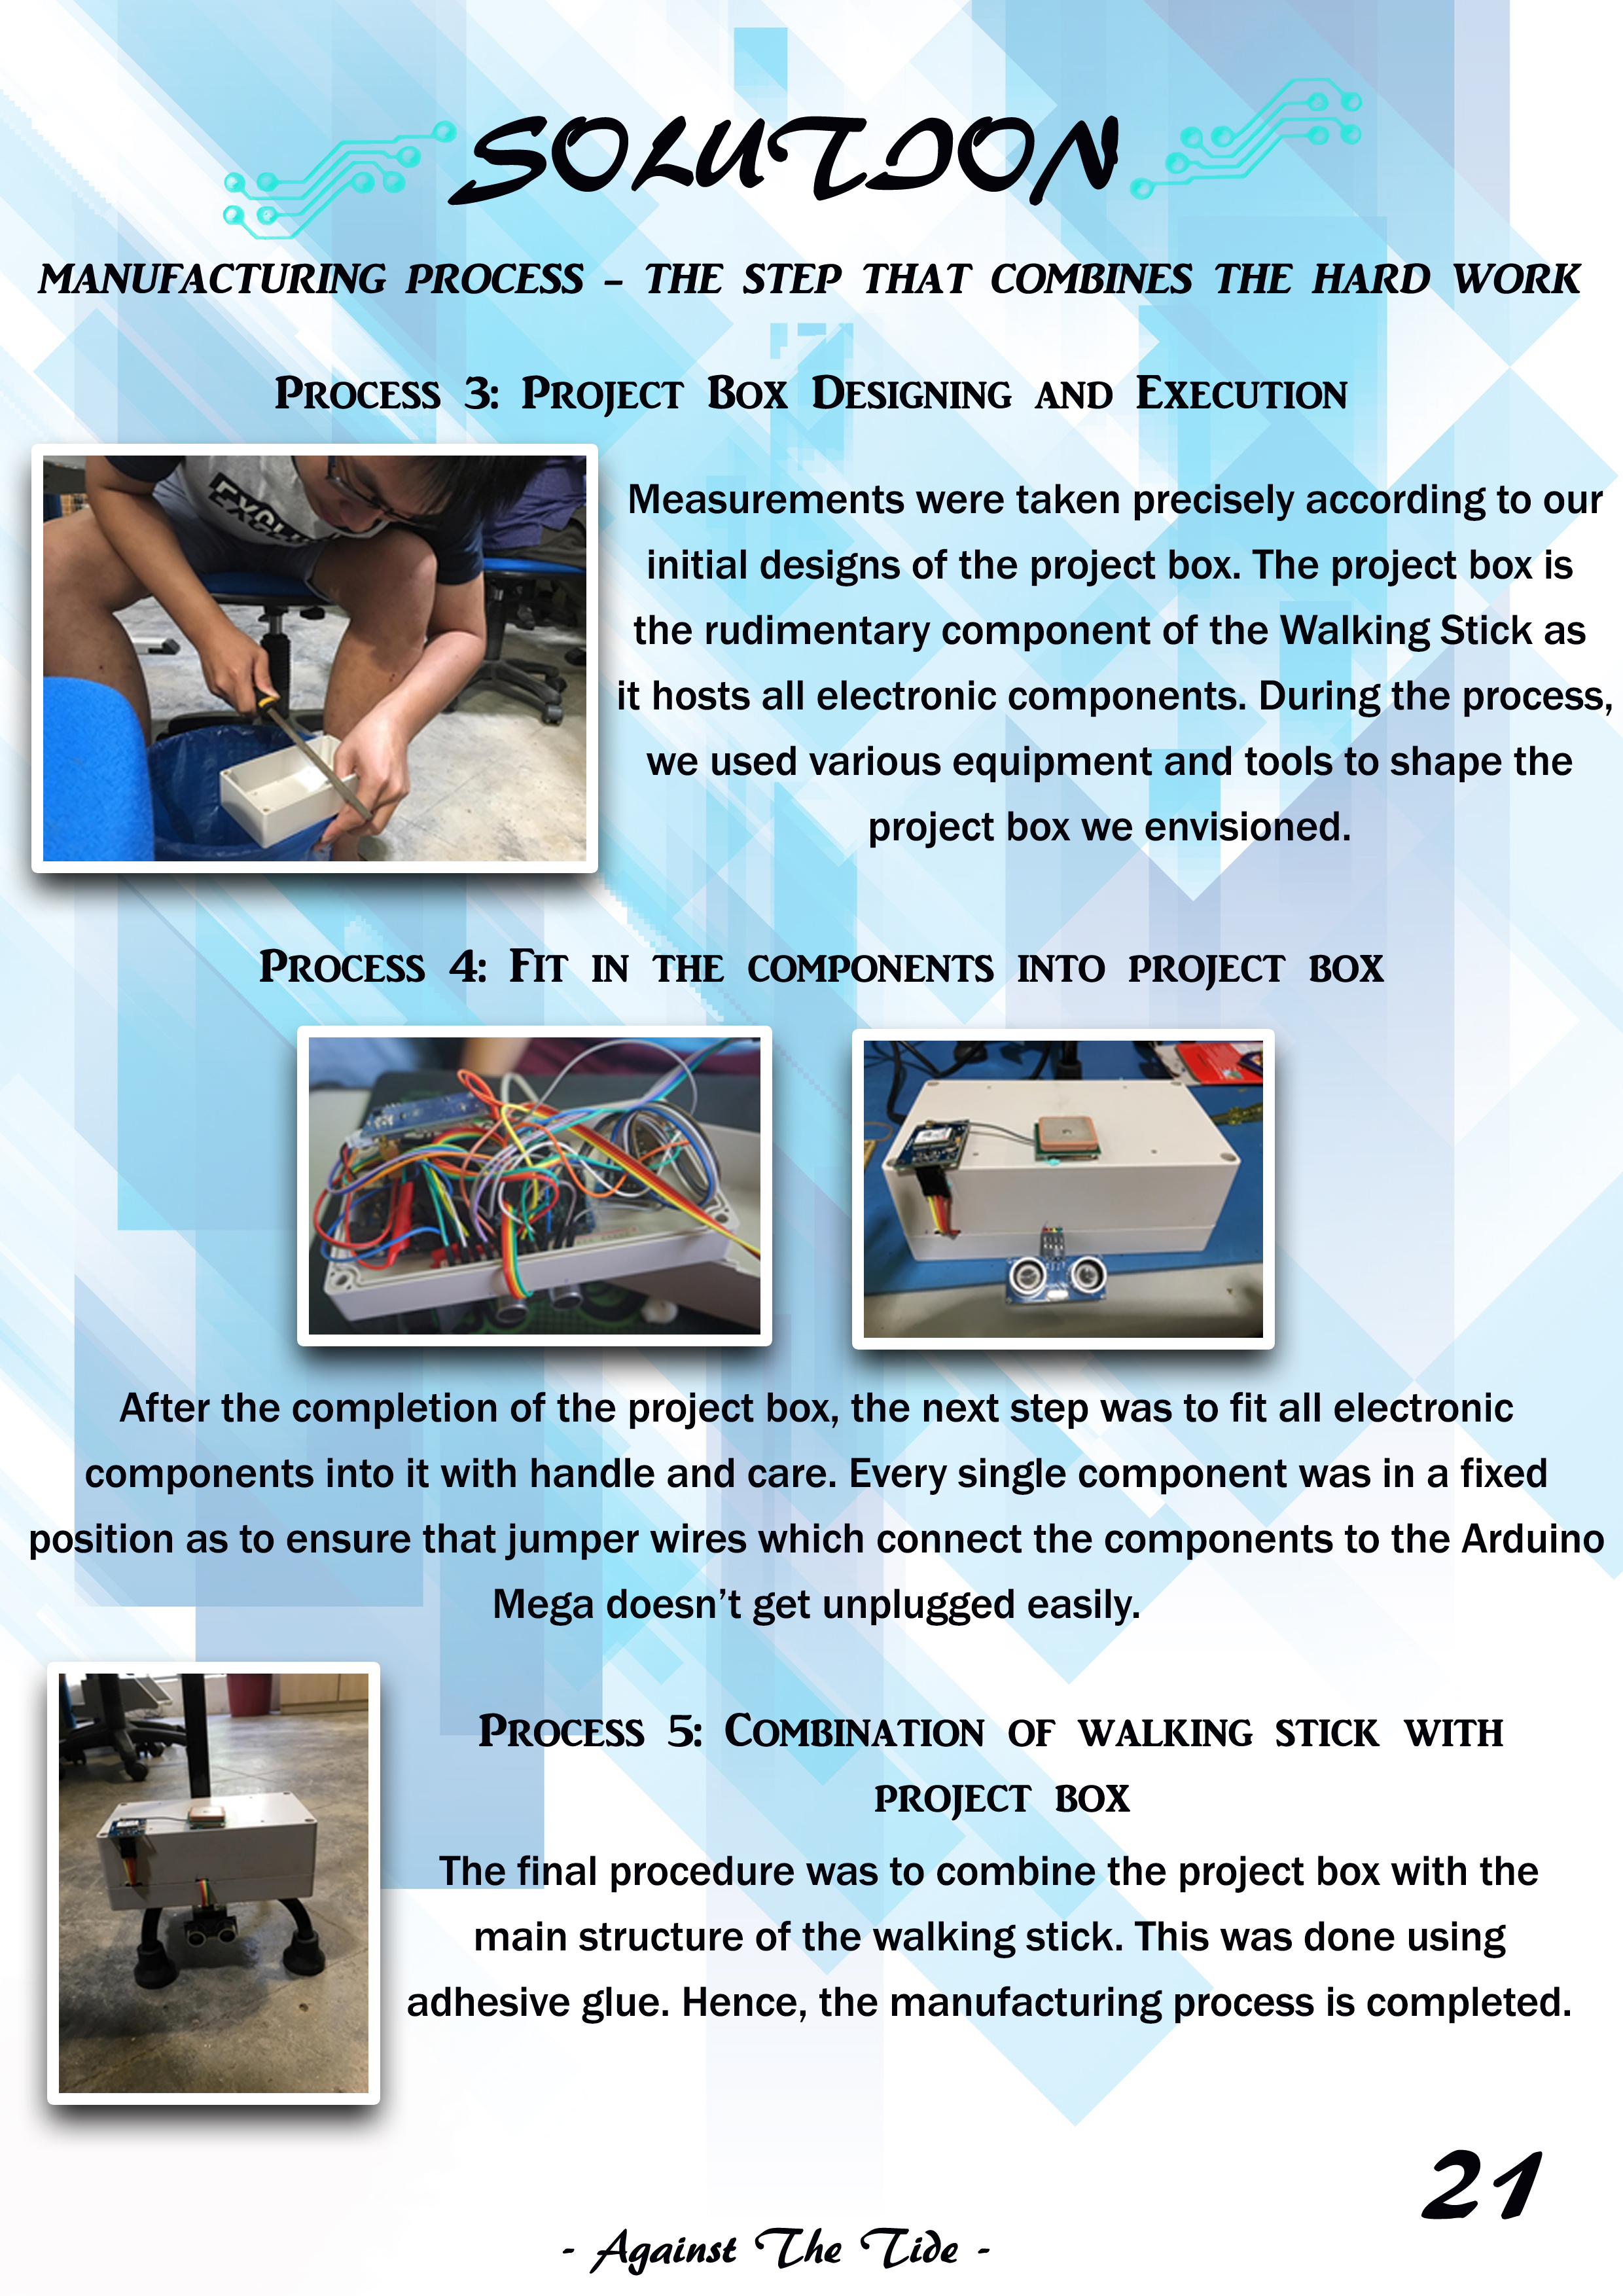 SOLUTION
MANUFACTURING PROCESS – THE STEP THAT COMBINES THE HARD WORK
Process 3: Project Box Designing and Execution
Measurements were taken precisely according to our
initial designs of the project box. The project box is
the rudimentary component of the Walking Stick as
it hosts all electronic components. During the process,
we used various equipment and tools to shape the
project box we envisioned.
Process 4: Fit in the components into project box
After the completion of the project box, the next step was to fit all electronic
components into it with handle and care. Every single component was in a fixed
position as to ensure that jumper wires which connect the components to the Arduino
Mega doesn’t get unplugged easily.
Process 5: Combination of walking stick with
project box
The final procedure was to combine the project box with the
main structure of the walking stick. This was done using
adhesive glue. Hence, the manufacturing process is completed.
21
- Against The Tide -